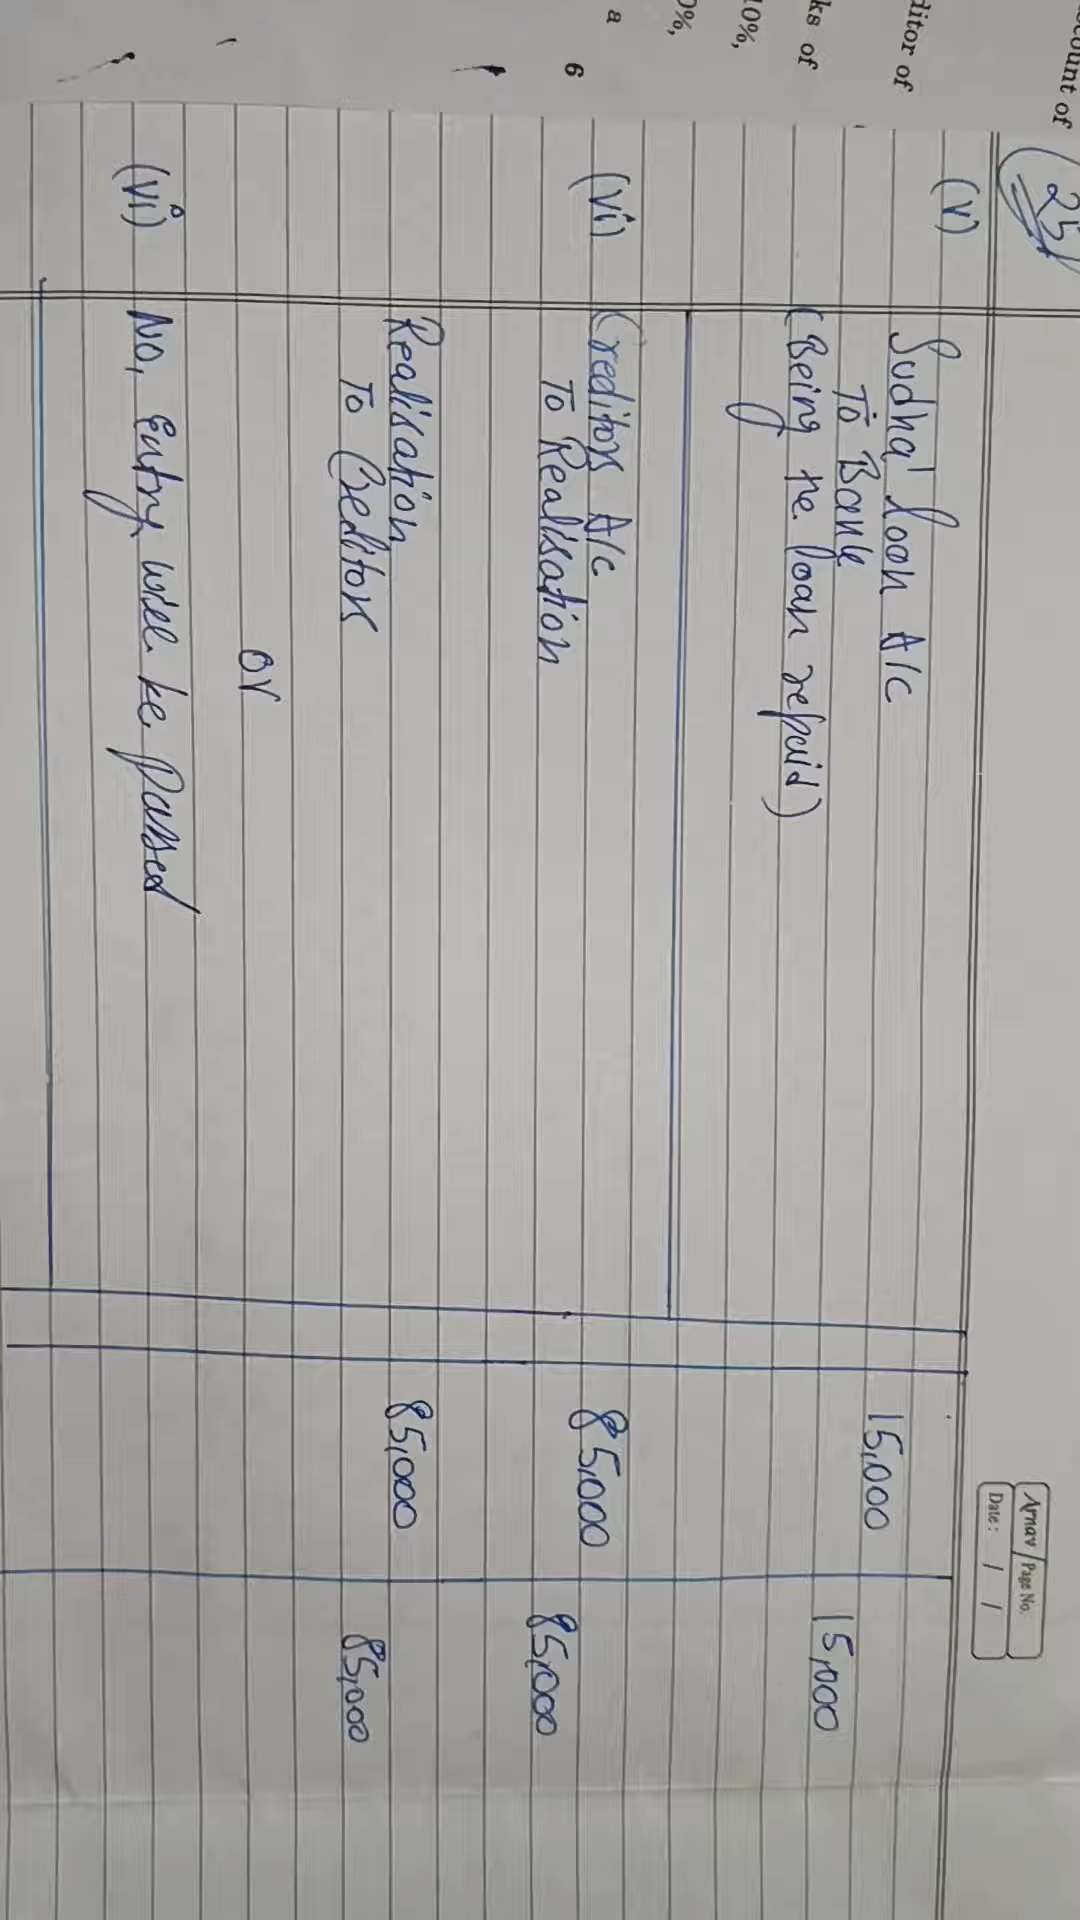 count of
ditor of
ks of
10%,
0%,
a
6
25
Arnav Page No.
Date: / /
(v) Sudha' loan A/c 15,000
To Bank 15,000
(Being the loan repaid)
(vi) Creditors A/c 85,000
To Realisation 85,000
Realisation 85,000
To Creditors 85,000
or
(vi) No, Entry will be passed